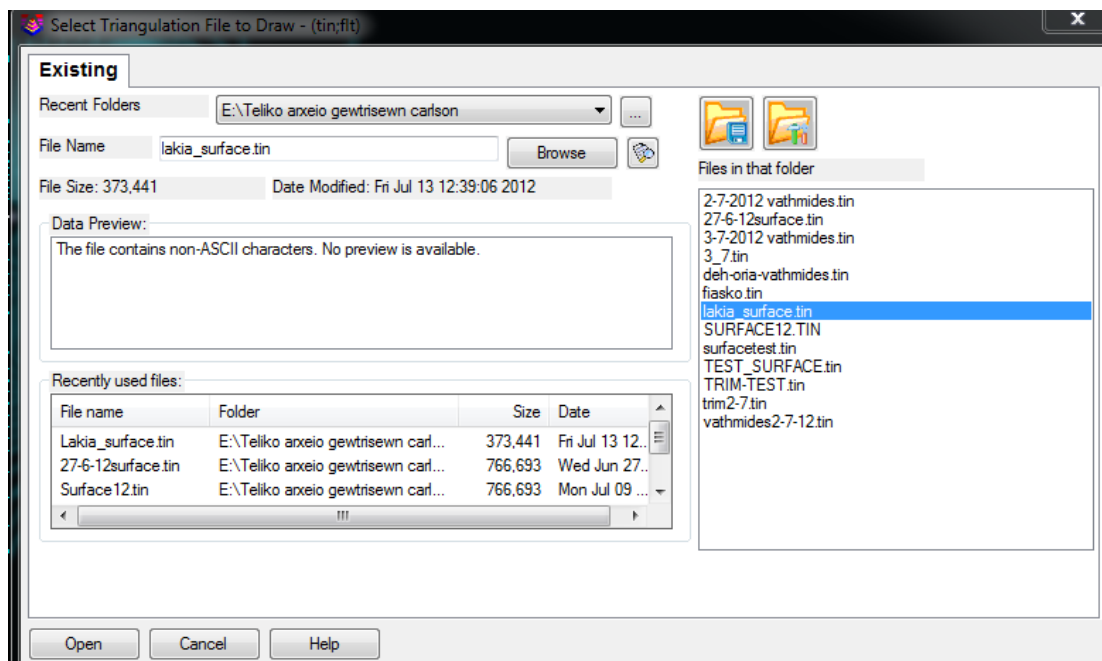 Select Triangulation File to Draw - (tin;flt)
x
Existing
Recent Folders
E:\Teliko arxeio gewtrisewn carlson
...
File Name
lakia_surface.tin
Browse
File Size: 373,441
Date Modified: Fri Jul 13 12:39:06 2012
Data Preview:
The file contains non-ASCII characters. No preview is available.
Recently used files:
File name Folder Size Date
Lakia_surface.tin E:\Teliko arxeio gewtrisewn carl... 373,441 Fri Jul 13 12..
27-6-12surface.tin E:\Teliko arxeio gewtrisewn carl... 766,693 Wed Jun 27..
Surface12.tin E:\Teliko arxeio gewtrisewn carl... 766,693 Mon Jul 09 ...
Files in that folder
2-7-2012 vathmides.tin
27-6-12surface.tin
3-7-2012 vathmides.tin
3_7.tin
deh-oria-vathmides.tin
fiasko.tin
lakia_surface.tin
SURFACE12.TIN
surfacetest.tin
TEST_SURFACE.tin
TRIM-TEST.tin
trim2-7.tin
vathmides2-7-12.tin
Open
Cancel
Help